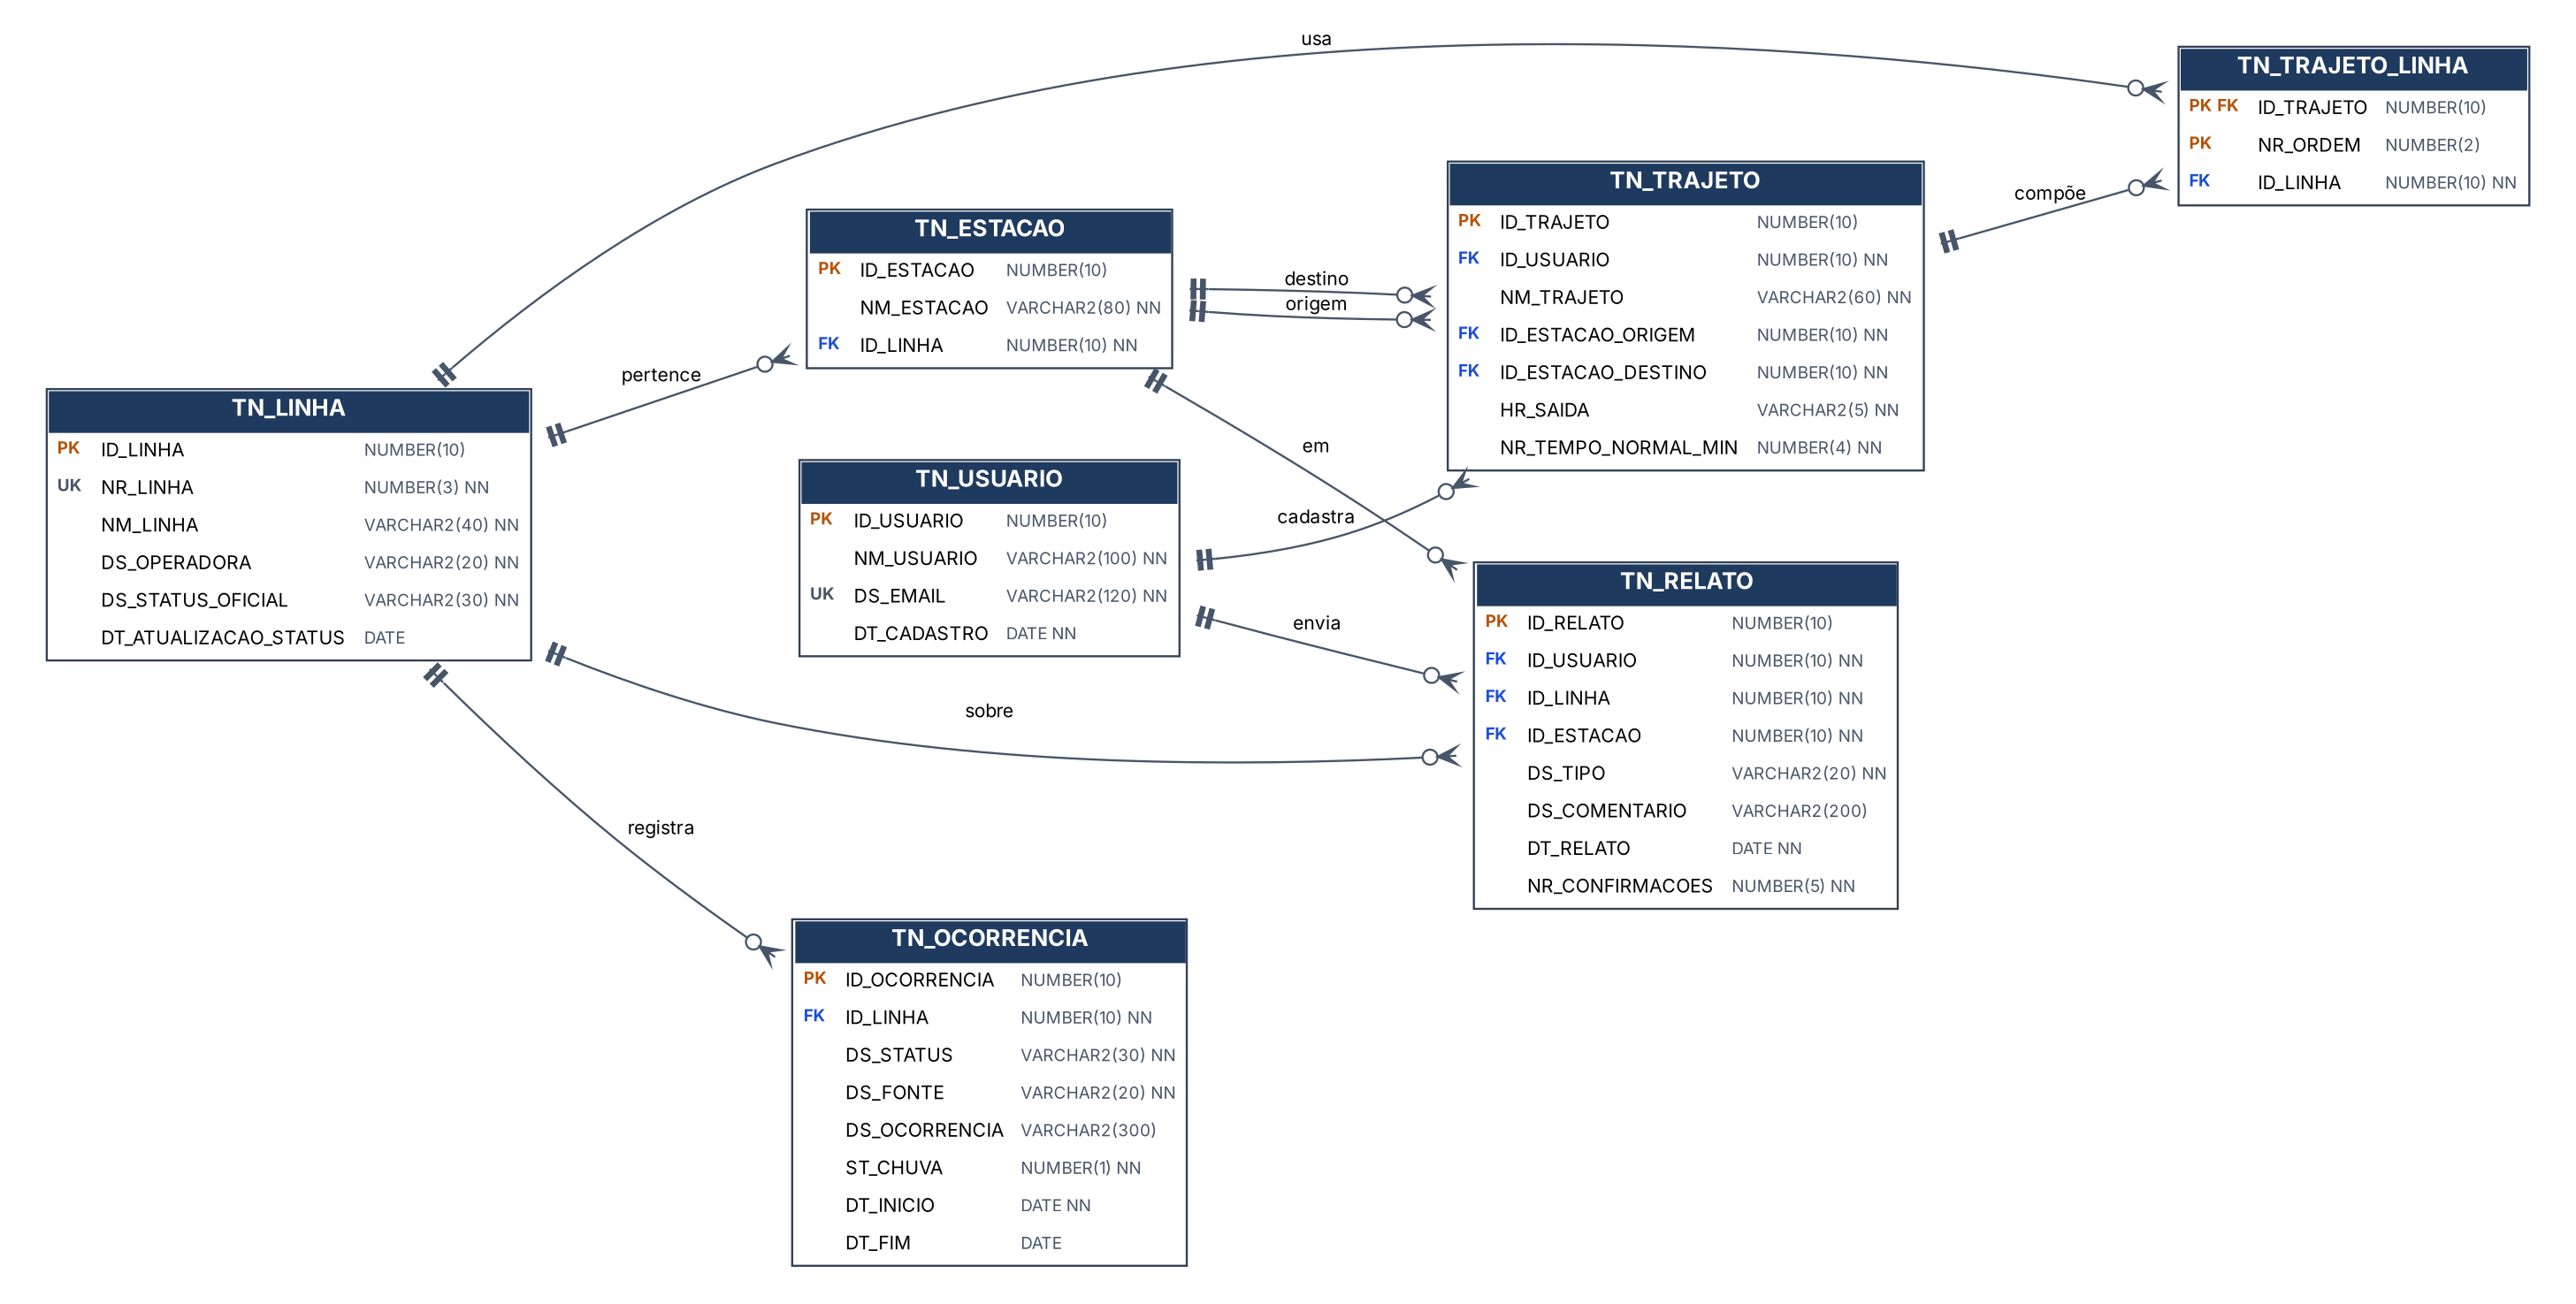 usa
TN_TRAJETO_LINHA
PK FK ID_TRAJETO NUMBER(10)
PK NR_ORDEM NUMBER(2)
FK ID_LINHA NUMBER(10) NN
compõe
TN_TRAJETO
PK ID_TRAJETO NUMBER(10)
FK ID_USUARIO NUMBER(10) NN
NM_TRAJETO VARCHAR2(60) NN
FK ID_ESTACAO_ORIGEM NUMBER(10) NN
FK ID_ESTACAO_DESTINO NUMBER(10) NN
HR_SAIDA VARCHAR2(5) NN
NR_TEMPO_NORMAL_MIN NUMBER(4) NN
TN_ESTACAO
PK ID_ESTACAO NUMBER(10)
NM_ESTACAO VARCHAR2(80) NN
FK ID_LINHA NUMBER(10) NN
destino
origem
pertence
em
TN_LINHA
PK ID_LINHA NUMBER(10)
UK NR_LINHA NUMBER(3) NN
NM_LINHA VARCHAR2(40) NN
DS_OPERADORA VARCHAR2(20) NN
DS_STATUS_OFICIAL VARCHAR2(30) NN
DT_ATUALIZACAO_STATUS DATE
TN_USUARIO
PK ID_USUARIO NUMBER(10)
NM_USUARIO VARCHAR2(100) NN
UK DS_EMAIL VARCHAR2(120) NN
DT_CADASTRO DATE NN
cadastra
envia
sobre
TN_RELATO
PK ID_RELATO NUMBER(10)
FK ID_USUARIO NUMBER(10) NN
FK ID_LINHA NUMBER(10) NN
FK ID_ESTACAO NUMBER(10) NN
DS_TIPO VARCHAR2(20) NN
DS_COMENTARIO VARCHAR2(200)
DT_RELATO DATE NN
NR_CONFIRMACOES NUMBER(5) NN
registra
TN_OCORRENCIA
PK ID_OCORRENCIA NUMBER(10)
FK ID_LINHA NUMBER(10) NN
DS_STATUS VARCHAR2(30) NN
DS_FONTE VARCHAR2(20) NN
DS_OCORRENCIA VARCHAR2(300)
ST_CHUVA NUMBER(1) NN
DT_INICIO DATE NN
DT_FIM DATE